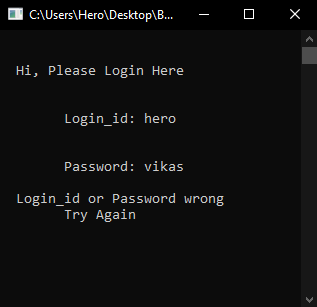 C:\Users\Hero\Desktop\B...
Hi, Please Login Here
Login_id: hero
Password: vikas
Login_id or Password wrong
Try Again